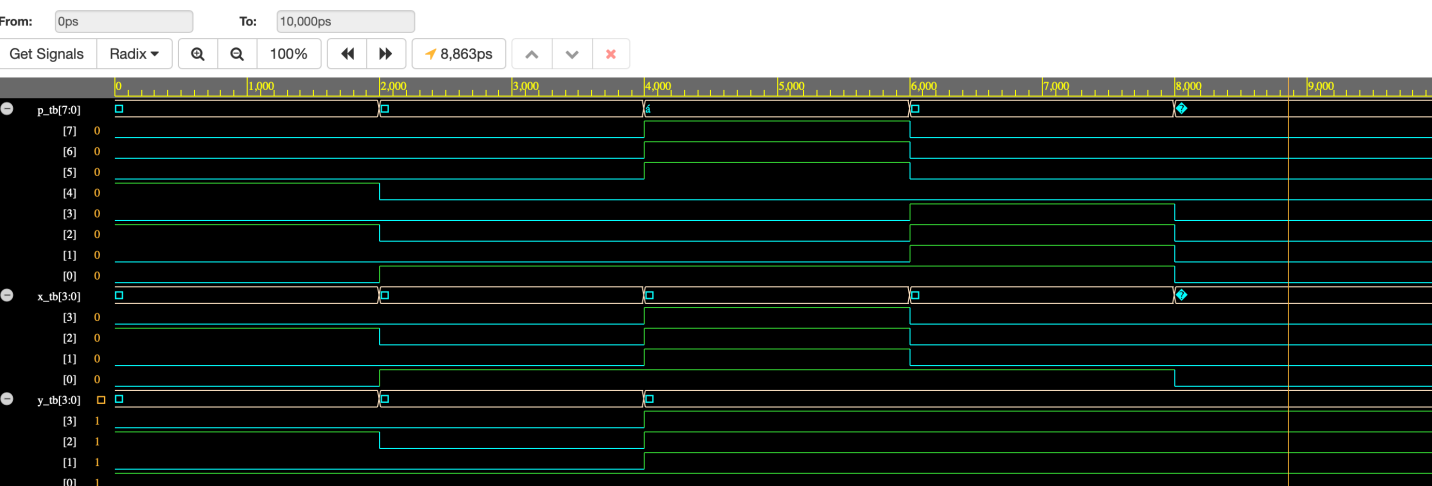 From: 0ps To: 10,000ps
Get Signals Radix 100% 8,863ps
0 1,000 2,000 3,000 4,000 5,000 6,000 7,000 8,000 9,000
p_tb[7:0] á �
[7] 0
[6] 0
[5] 0
[4] 0
[3] 0
[2] 0
[1] 0
[0] 0
x_tb[3:0] �
[3] 0
[2] 0
[1] 0
[0] 0
y_tb[3:0]
[3] 1
[2] 1
[1] 1
[0] 1